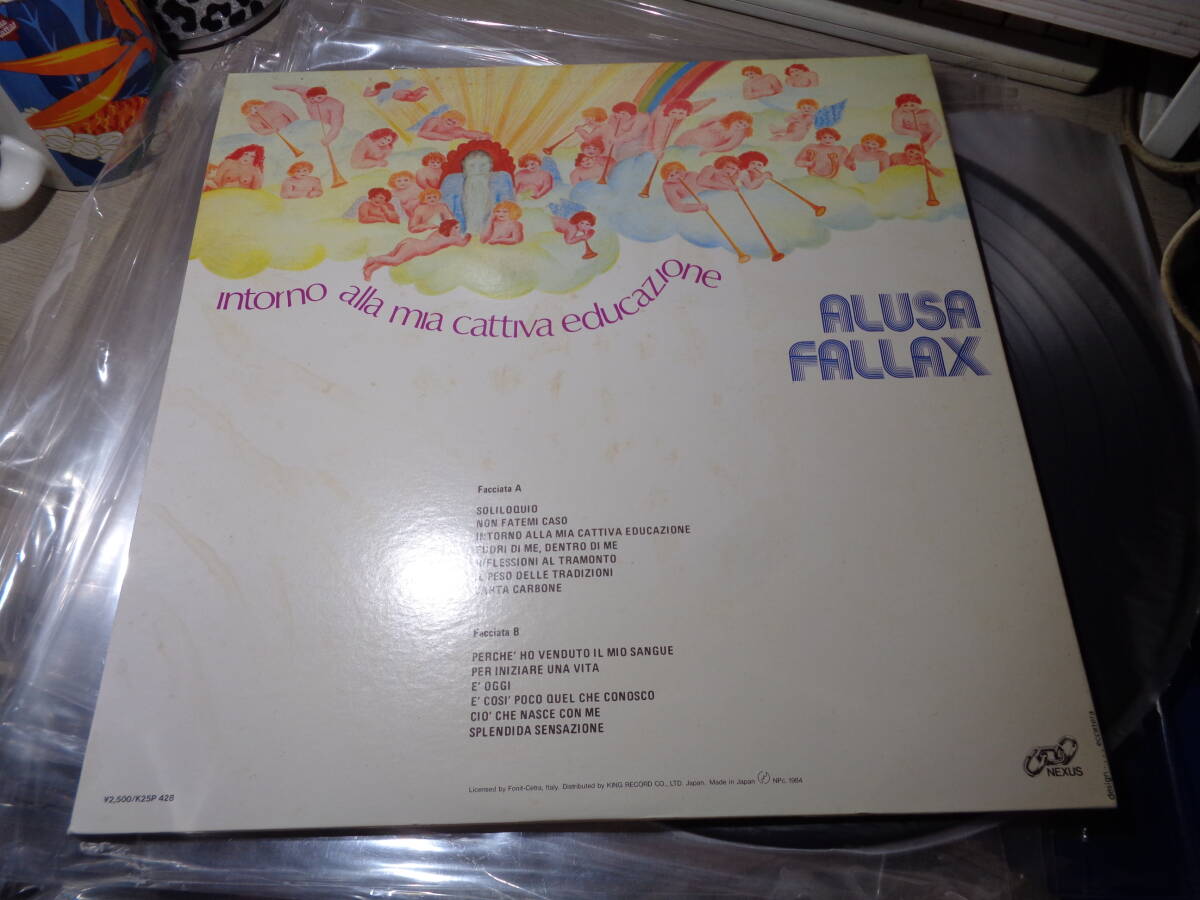 intorno alla mia cattiva educazione
ALUSA
FALLAX
Facciata A
SOLILOQUIO
NON FATEMI CASO
INTORNO ALLA MIA CATTIVA EDUCAZIONE
FUORI DI ME, DENTRO DI ME
RIFLESSIONI AL TRAMONTO
IL PESO DELLE TRADIZIONI
CARTA CARBONE
Facciata B
PERCHE' HO VENDUTO IL MIO SANGUE
PER INIZIARE UNA VITA
E' OGGI
E' COSI' POCO QUEL CHE CONOSCO
CIO' CHE NASCE CON ME
SPLENDIDA SENSAZIONE
NEXUS
design
Licensed by Fonit-Cetra, Italy. Distributed by KING RECORD CO., LTD. Japan. Made in Japan Ⓟ NPc. 1984
¥2,500/K25P 428